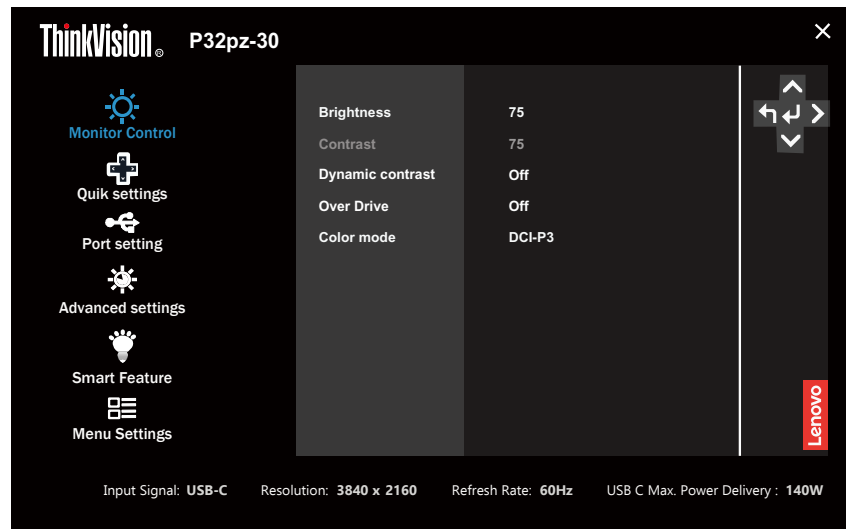 ThinkVision® P32pz-30
Monitor Control
Quik settings
Port setting
Advanced settings
Smart Feature
Menu Settings
Brightness 75
Contrast 75
Dynamic contrast Off
Over Drive Off
Color mode DCI-P3
Lenovo
Input Signal: USB-C Resolution: 3840 x 2160 Refresh Rate: 60Hz USB C Max. Power Delivery : 140W